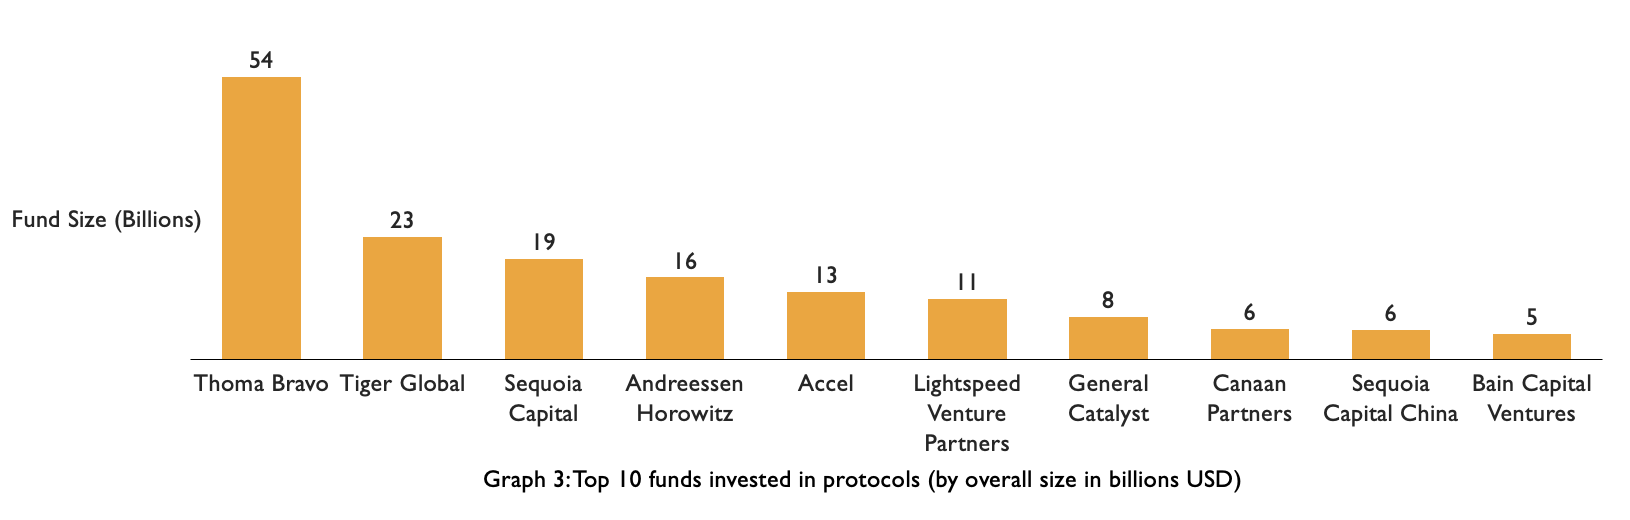 54
23
19
16
13
11
8
6
6
5
Fund Size (Billions)
Thoma Bravo
Tiger Global
Sequoia
Capital
Andreessen
Horowitz
Accel
Lightspeed
Venture
Partners
General
Catalyst
Canaan
Partners
Sequoia
Capital China
Bain Capital
Ventures
Graph 3: Top 10 funds invested in protocols (by overall size in billions USD)